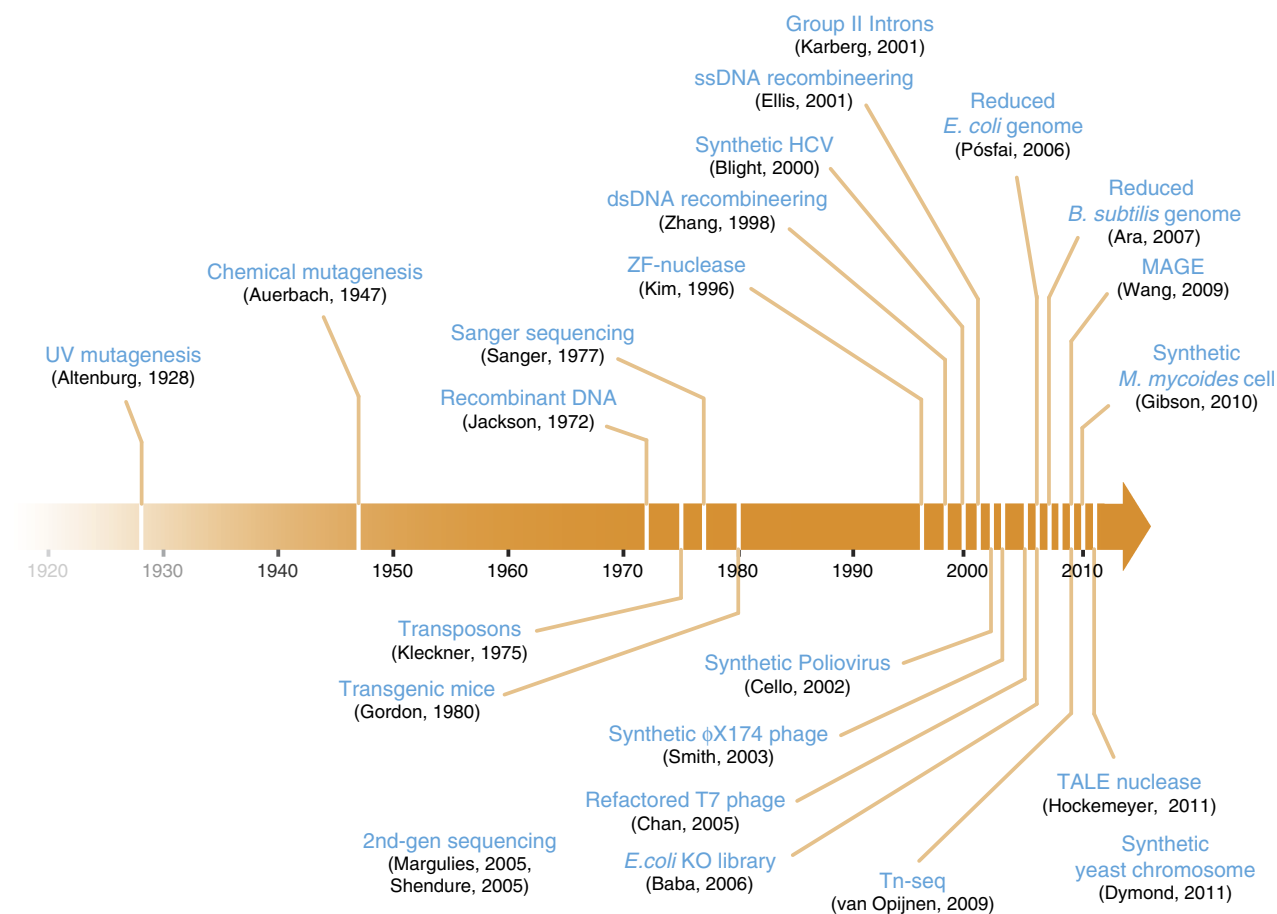 Group II Introns
(Karberg, 2001)
ssDNA recombineering
(Ellis, 2001)
Reduced
E. coli genome
(Pósfai, 2006)
Synthetic HCV
(Blight, 2000)
dsDNA recombineering
(Zhang, 1998)
Reduced
B. subtilis genome
(Ara, 2007)
Chemical mutagenesis
(Auerbach, 1947)
ZF-nuclease
(Kim, 1996)
MAGE
(Wang, 2009)
UV mutagenesis
(Altenburg, 1928)
Sanger sequencing
(Sanger, 1977)
Synthetic
M. mycoides cell
(Gibson, 2010)
Recombinant DNA
(Jackson, 1972)
1920 1930 1940 1950 1960 1970 1980 1990 2000 2010
Transposons
(Kleckner, 1975)
Transgenic mice
(Gordon, 1980)
Synthetic Poliovirus
(Cello, 2002)
Synthetic ϕX174 phage
(Smith, 2003)
Refactored T7 phage
(Chan, 2005)
TALE nuclease
(Hockemeyer, 2011)
2nd-gen sequencing
(Margulies, 2005,
Shendure, 2005)
E.coli KO library
(Baba, 2006)
Tn-seq
(van Opijnen, 2009)
Synthetic
yeast chromosome
(Dymond, 2011)